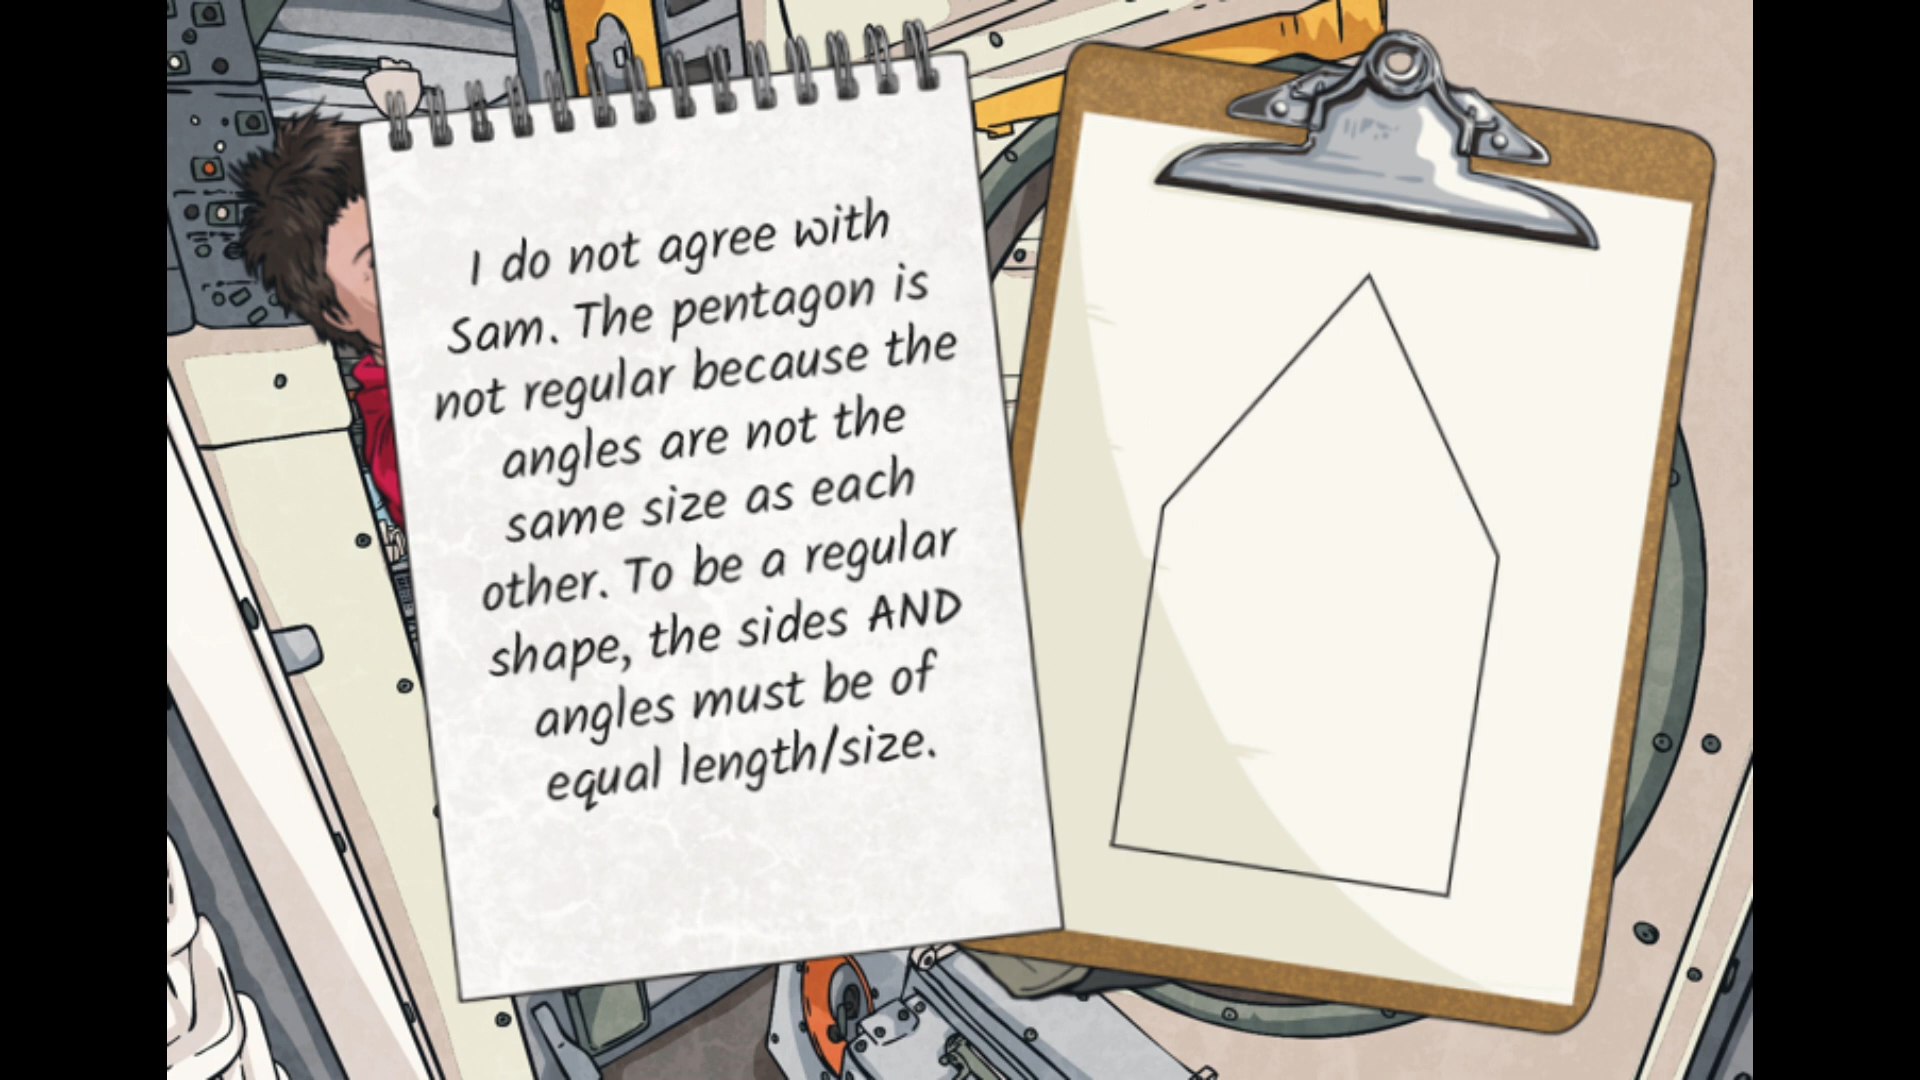 I do not agree with
Sam. The pentagon is
not regular because the
angles are not the
same size as each
other. To be a regular
shape, the sides AND
angles must be of
equal length/size.